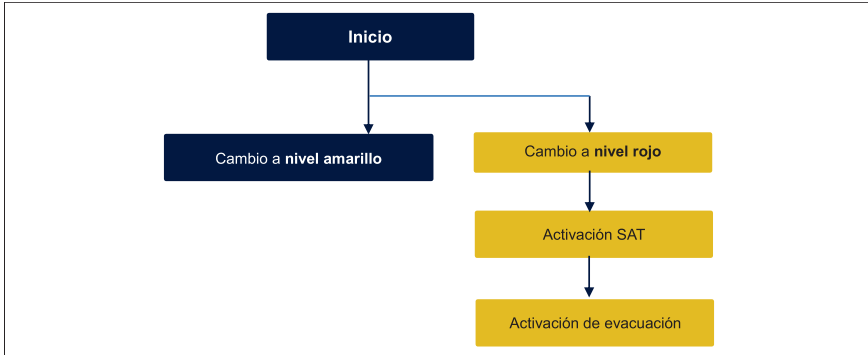 Inicio
Cambio a nivel amarillo
Cambio a nivel rojo
Activación SAT
Activación de evacuación